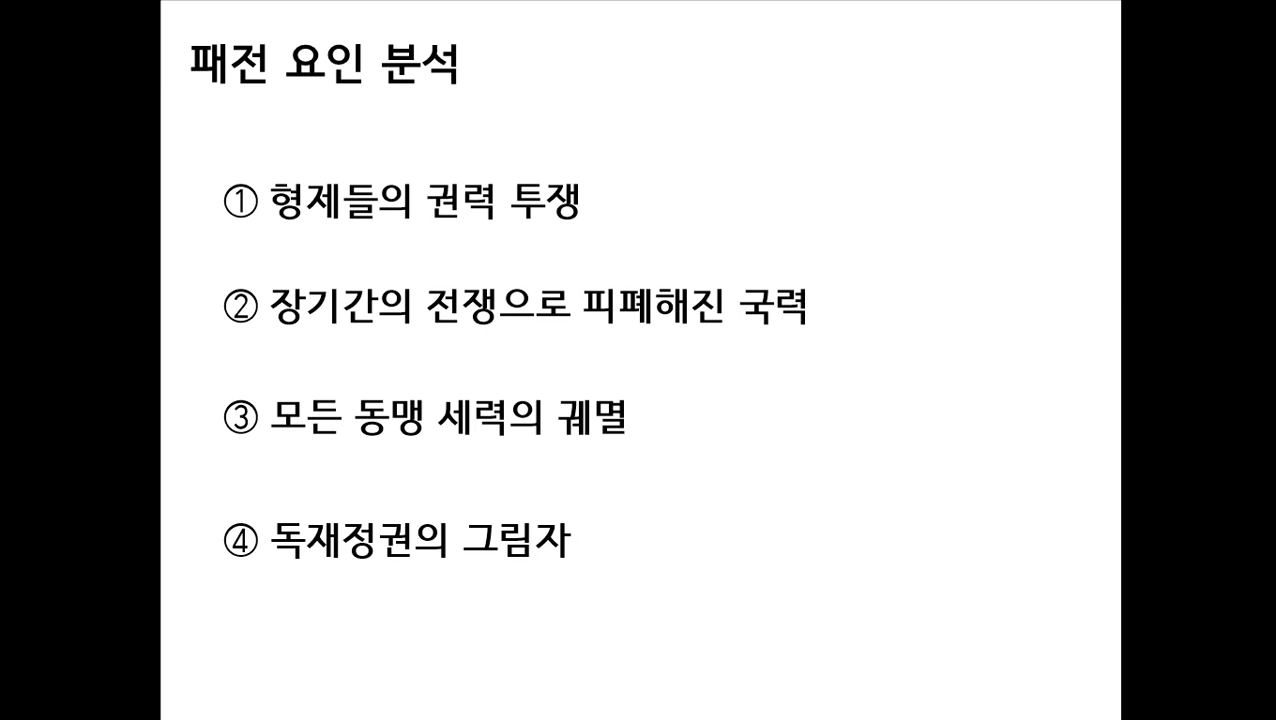 패전 요인 분석
① 형제들의 권력 투쟁
② 장기간의 전쟁으로 피폐해진 국력
③ 모든 동맹 세력의 궤멸
④ 독재정권의 그림자